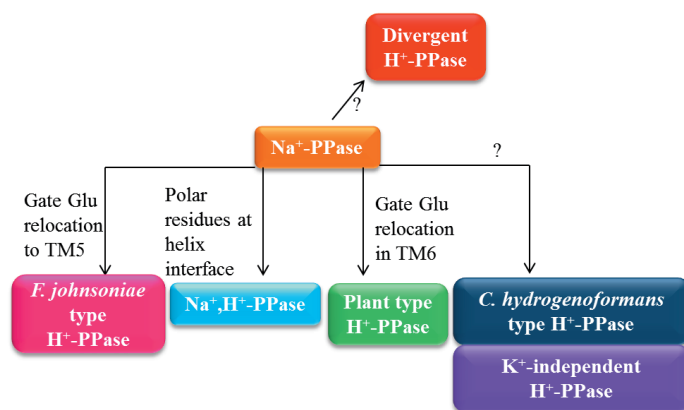 Divergent
H⁺-PPase
?
Na⁺-PPase
?
Gate Glu
relocation
to TM5
Polar
residues at
helix
interface
Gate Glu
relocation
in TM6
F. johnsoniae
type
H⁺-PPase
Na⁺,H⁺-PPase
Plant type
H⁺-PPase
C. hydrogenoformans
type H⁺-PPase
K⁺-independent
H⁺-PPase